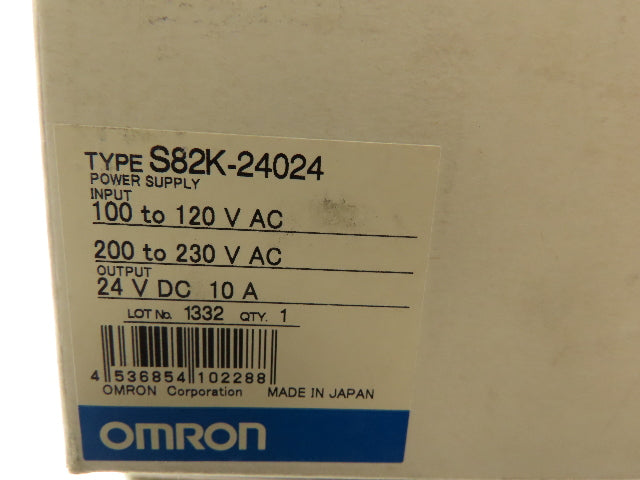 TYPE S82K-24024
POWER SUPPLY
INPUT
100 to 120 V AC
200 to 230 V AC
OUTPUT
24 V DC 10 A
LOT No. 1332 QTY. 1
4 536854 102288
OMRON Corporation MADE IN JAPAN
OMRON